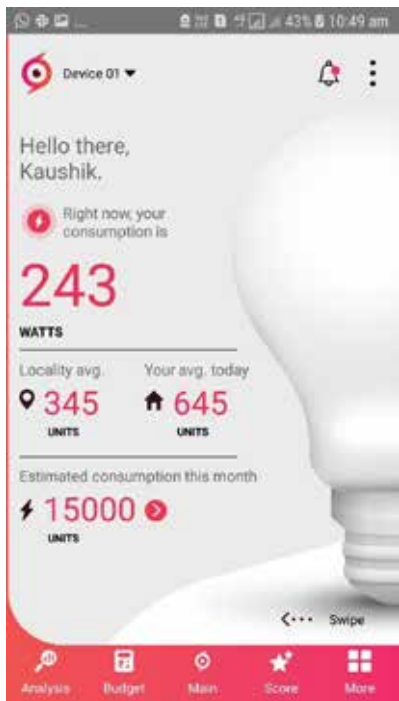 43% 10:49 am
Device 01
Hello there,
Kaushik.
Right now, your
consumption is
243
WATTS
Locality avg. Your avg. today
345 645
UNITS UNITS
Estimated consumption this month
15000
UNITS
Swipe
Analysis Budget Main Score More